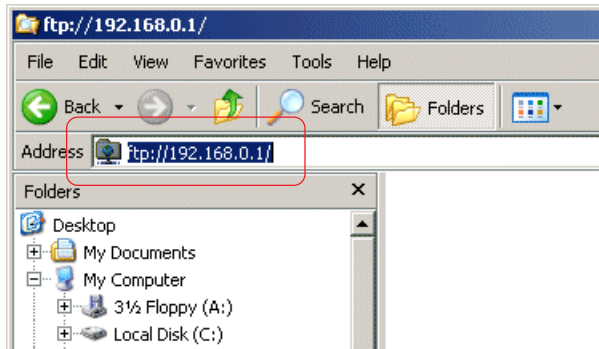 ftp://192.168.0.1/
File Edit View Favorites Tools Help
Back Search Folders
Address ftp://192.168.0.1/
Folders
Desktop
My Documents
My Computer
3½ Floppy (A:)
Local Disk (C:)